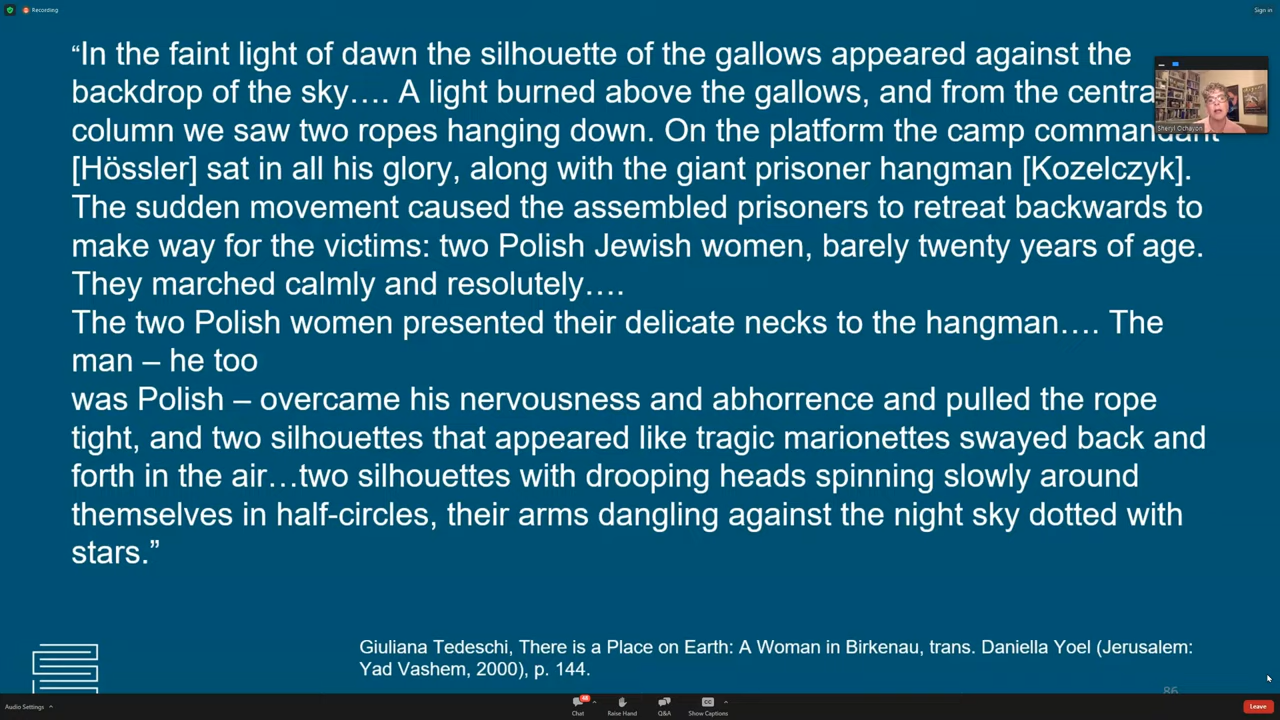 Recording
Sign in
“In the faint light of dawn the silhouette of the gallows appeared against the
backdrop of the sky…. A light burned above the gallows, and from the centra
column we saw two ropes hanging down. On the platform the camp commandant
[Hössler] sat in all his glory, along with the giant prisoner hangman [Kozelczyk].
The sudden movement caused the assembled prisoners to retreat backwards to
make way for the victims: two Polish Jewish women, barely twenty years of age.
They marched calmly and resolutely….
The two Polish women presented their delicate necks to the hangman…. The
man – he too
was Polish – overcame his nervousness and abhorrence and pulled the rope
tight, and two silhouettes that appeared like tragic marionettes swayed back and
forth in the air…two silhouettes with drooping heads spinning slowly around
themselves in half-circles, their arms dangling against the night sky dotted with
stars.”
Sheryl Ochayon
Giuliana Tedeschi, There is a Place on Earth: A Woman in Birkenau, trans. Daniella Yoel (Jerusalem:
Yad Vashem, 2000), p. 144.
86
Audio Settings
Chat
Raise Hand
Q&A
CC
Show Captions
Leave